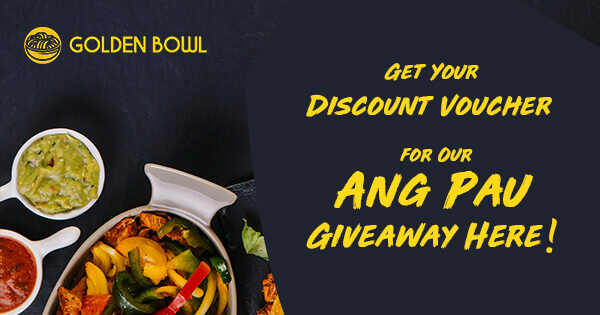 GOLDEN BOWL
GET YOUR
DISCOUNT VOUCHER
FOR OUR
ANG PAU
GIVEAWAY HERE!